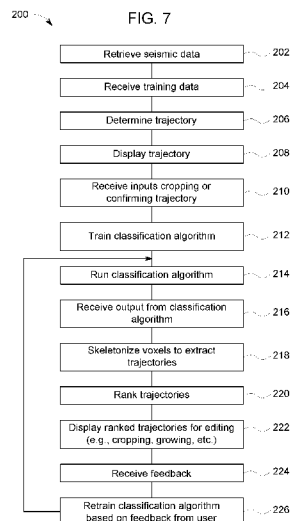 200
FIG. 7
Retrieve seismic data
202
Receive training data
204
Determine trajectory
206
Display trajectory
208
Receive inputs cropping or
confirming trajectory
210
Train classification algorithm
212
Run classification algorithm
214
Receive output from classification
algorithm
216
Skeletonize voxels to extract
trajectories
218
Rank trajectories
220
Display ranked trajectories for editing
(e.g., cropping, growing, etc.)
222
Receive feedback
224
Retrain classification algorithm
based on feedback from user
226